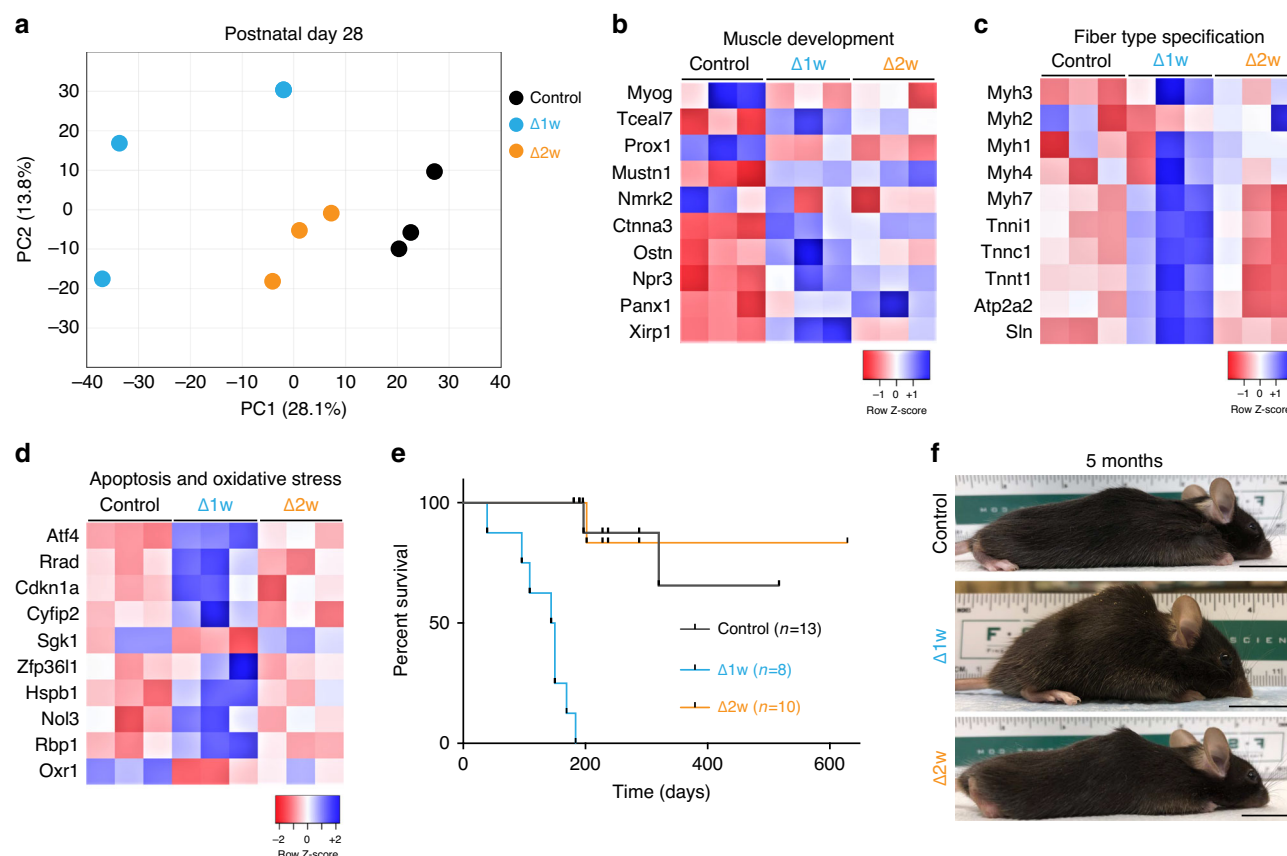 a
Postnatal day 28
PC2 (13.8%)
30
20
10
0
–10
–20
–30
–40
–30
–20
–10
0
10
20
30
40
PC1 (28.1%)
Control
Δ1w
Δ2w
b
Muscle development
Control Δ1w Δ2w
Myog
Tceal7
Prox1
Mustn1
Nmrk2
Ctnna3
Ostn
Npr3
Panx1
Xirp1
–1 0 +1
Row Z-score
c
Fiber type specification
Control Δ1w Δ2w
Myh3
Myh2
Myh1
Myh4
Myh7
Tnni1
Tnnc1
Tnnt1
Atp2a2
Sln
–1 0 +1
Row Z-score
d
Apoptosis and oxidative stress
Control Δ1w Δ2w
Atf4
Rrad
Cdkn1a
Cyfip2
Sgk1
Zfp36l1
Hspb1
Nol3
Rbp1
Oxr1
–2 0 +2
Row Z-score
e
Percent survival
100
50
0
0 200 400 600
Time (days)
Control (n=13)
Δ1w (n=8)
Δ2w (n=10)
f
5 months
Control
Δ1w
Δ2w